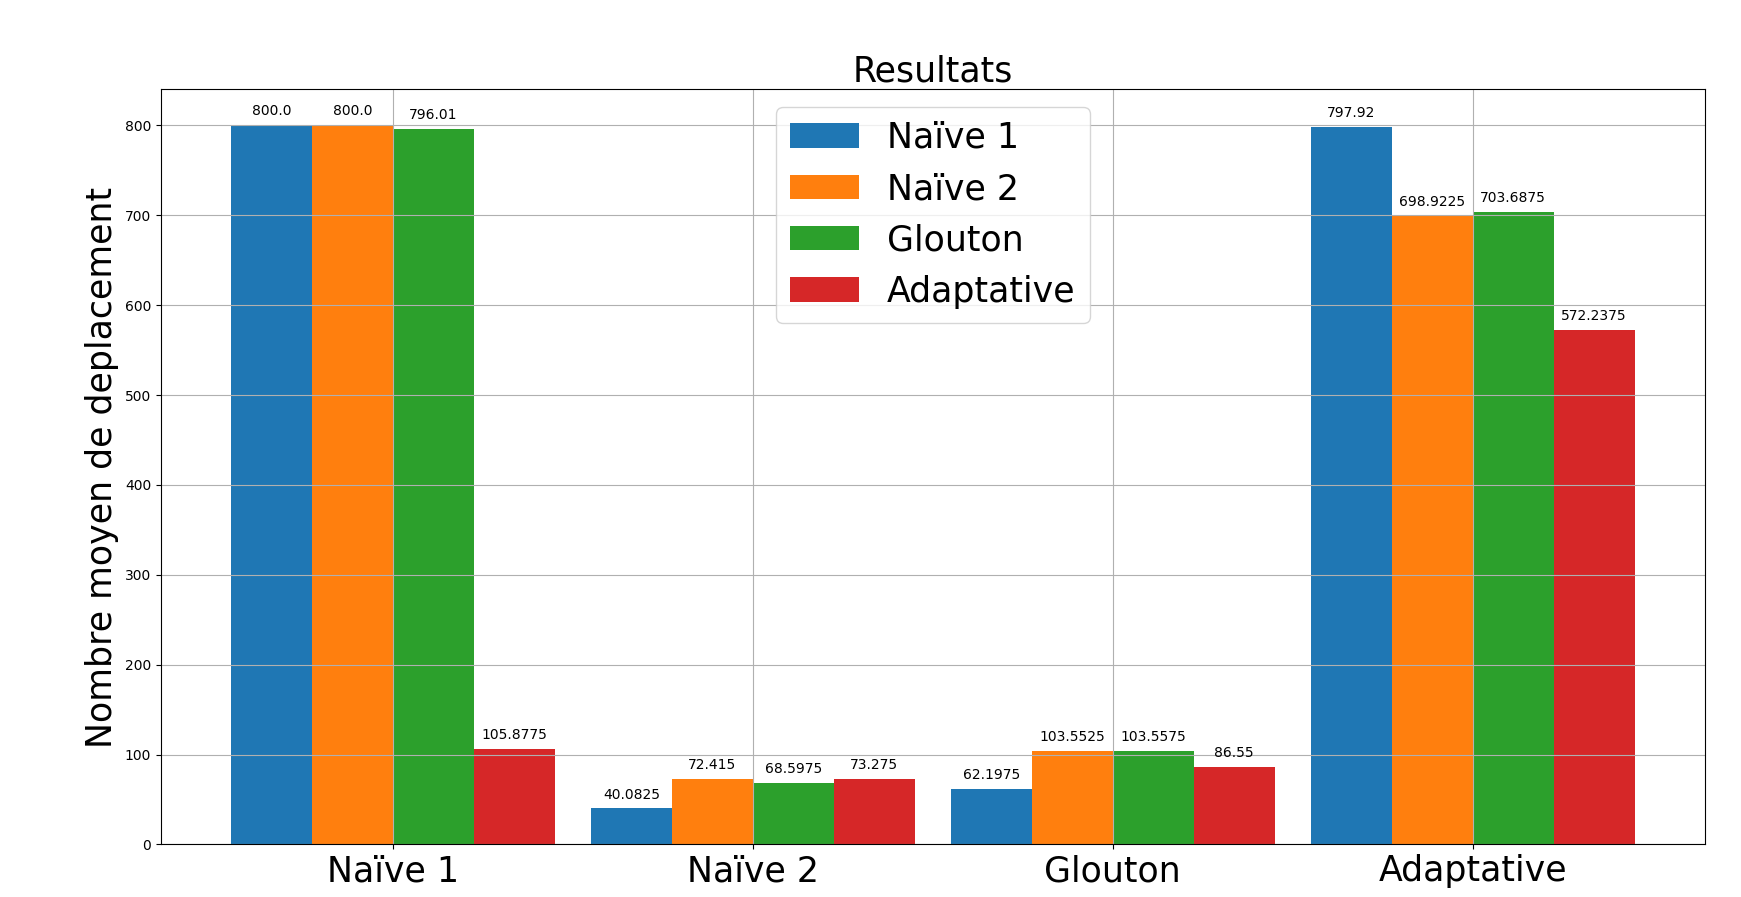 Resultats
Nombre moyen de deplacement
800
700
600
500
400
300
200
100
0
800.0 800.0 796.01 105.8775
40.0825 72.415 68.5975 73.275
62.1975 103.5525 103.5575 86.55
797.92 698.9225 703.6875 572.2375
Naïve 1
Naïve 2
Glouton
Adaptative
Naïve 1 Naïve 2 Glouton Adaptative